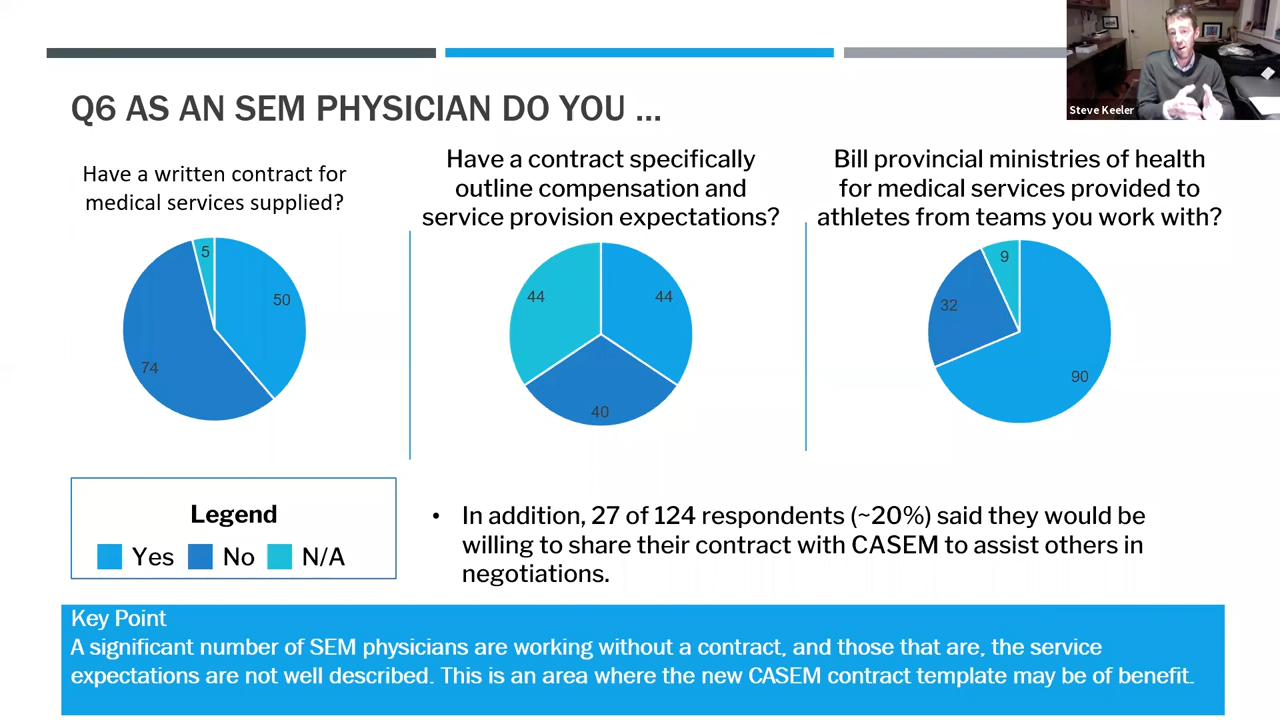 Steve Keeler
Q6 AS AN SEM PHYSICIAN DO YOU ...
Have a written contract for
medical services supplied?
5
50
74
Have a contract specifically
outline compensation and
service provision expectations?
44
44
40
Bill provincial ministries of health
for medical services provided to
athletes from teams you work with?
9
32
90
Legend
Yes No N/A
• In addition, 27 of 124 respondents (~20%) said they would be
willing to share their contract with CASEM to assist others in
negotiations.
Key Point
A significant number of SEM physicians are working without a contract, and those that are, the service
expectations are not well described. This is an area where the new CASEM contract template may be of benefit.